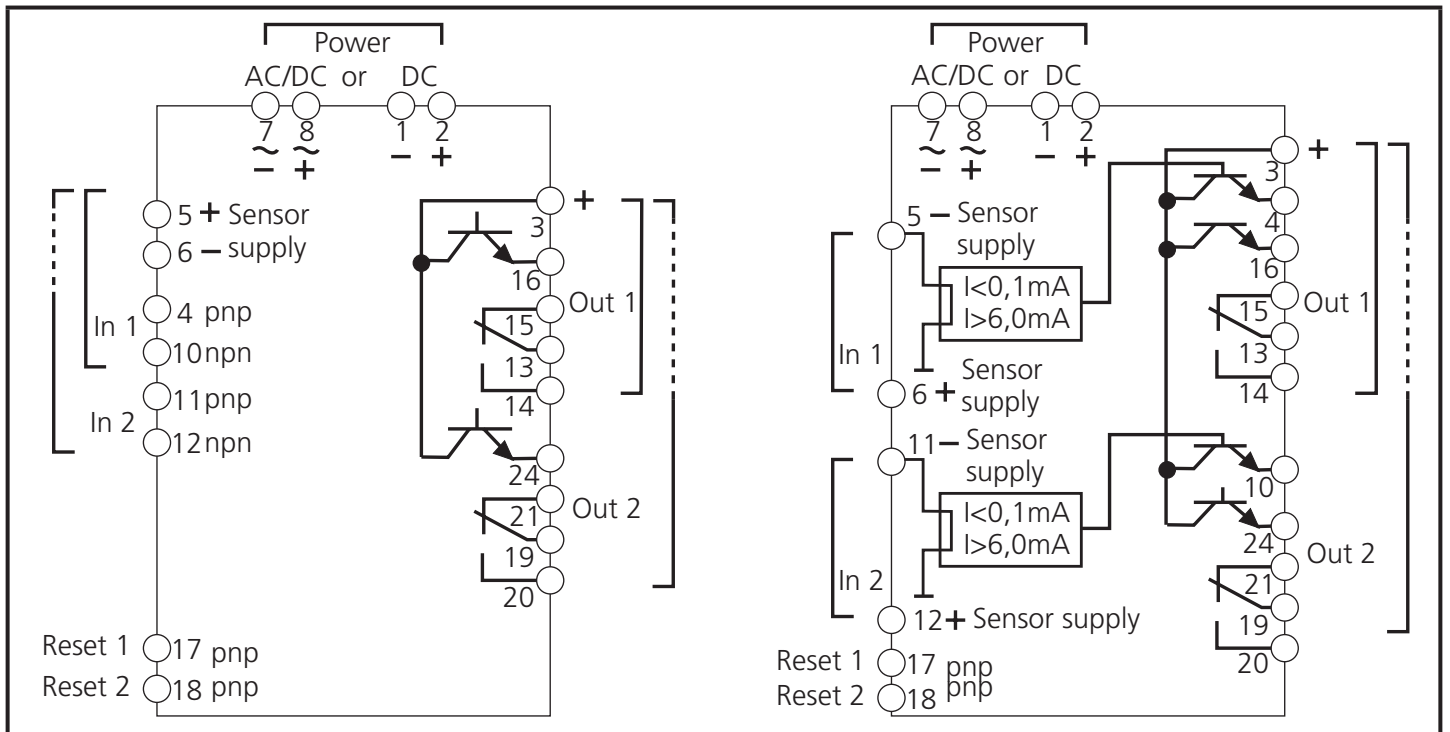 Power
AC/DC or DC
7 8 1 2
~ ~
– + – +
5 + Sensor
6 – supply
4 pnp
In 1
10 npn
11 pnp
In 2
12 npn
Reset 1 17 pnp
Reset 2 18 pnp
+
3
16
Out 1
15
13
14
24
21
Out 2
19
20
Power
AC/DC or DC
7 8 1 2
~ ~
– + – +
5 – Sensor
supply
I<0,1mA
I>6,0mA
In 1
Sensor
6 + supply
11 – Sensor
supply
I<0,1mA
I>6,0mA
In 2
12 + Sensor supply
Reset 1 17 pnp
Reset 2 18 pnp
+
3
4
16
15
Out 1
13
14
10
24
Out 2
21
19
20